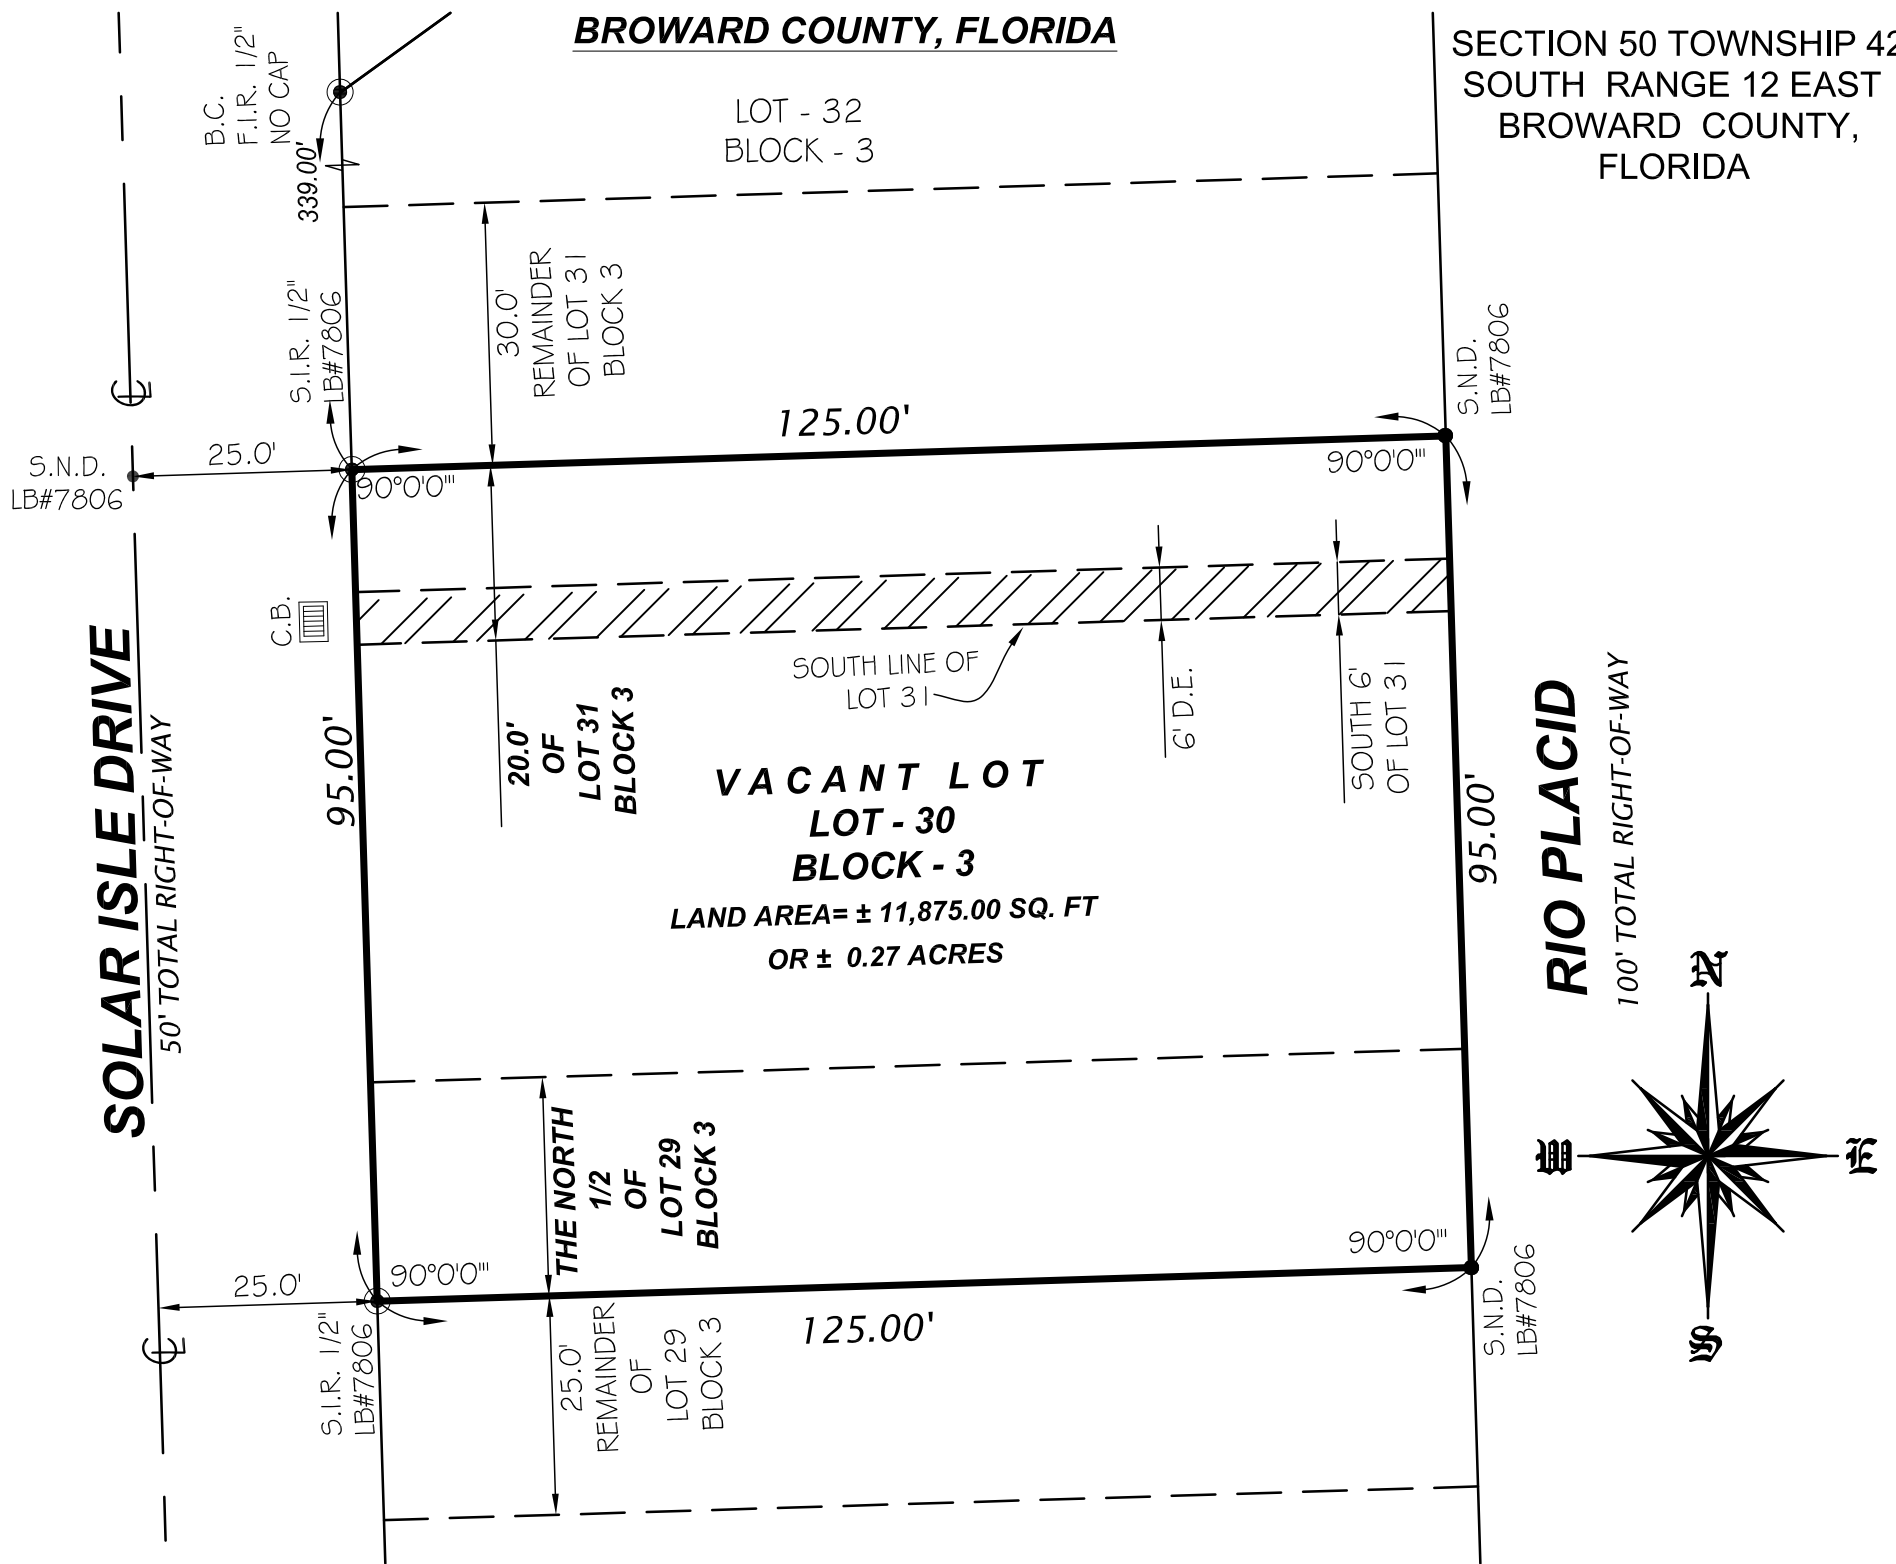 BROWARD COUNTY, FLORIDA
SECTION 50 TOWNSHIP 42
SOUTH RANGE 12 EAST
BROWARD COUNTY,
FLORIDA
B.C.
F.I.R. 1/2"
NO CAP
339.00'
LOT - 32
BLOCK - 3
S.I.R. 1/2"
LB#7806
30.0'
REMAINDER
OF LOT 31
BLOCK 3
S.N.D.
LB#7806
125.00'
℄
S.N.D.
LB#7806
25.0'
90°0'0'''
90°0'0'''
C.B.
SOUTH LINE OF
LOT 31
6' D.E.
SOUTH 6'
OF LOT 31
20.0'
OF
LOT 31
BLOCK 3
95.00'
SOLAR ISLE DRIVE
50' TOTAL RIGHT-OF-WAY
VACANT LOT
LOT - 30
BLOCK - 3
LAND AREA= ± 11,875.00 SQ. FT
OR ± 0.27 ACRES
95.00'
RIO PLACID
100' TOTAL RIGHT-OF-WAY
N
W
E
S
THE NORTH
1/2
OF
LOT 29
BLOCK 3
90°0'0'''
90°0'0'''
25.0'
℄
S.I.R. 1/2"
LB#7806
125.00'
S.N.D.
LB#7806
25.0'
REMAINDER
OF
LOT 29
BLOCK 3